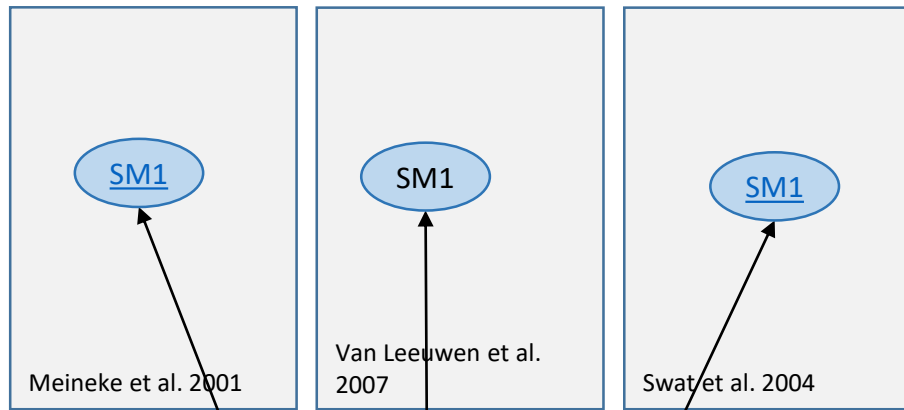 SM1
SM1
SM1
Meineke et al. 2001
Van Leeuwen et al.
2007
Swat et al. 2004